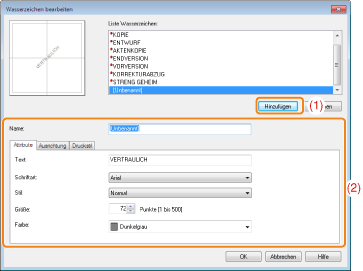 Wasserzeichen bearbeiten
Liste Wasserzeichen:
VERTRAULICH
*KOPIE
*ENTWURF
*AKTENKOPIE
*ENDVERSION
*VORVERSION
*KORREKTURABZUG
*STRENG GEHEIM
[Unbenannt]
Hinzufügen (1)
Name: Unbenannt
Attribute Ausrichtung Druckstil
Text: VERTRAULICH
(2)
Schriftart: Arial
Stil: Normal
Größe: 72 Punkte [1 bis 500]
Farbe: Dunkelgrau
OK Abbrechen Hilfe